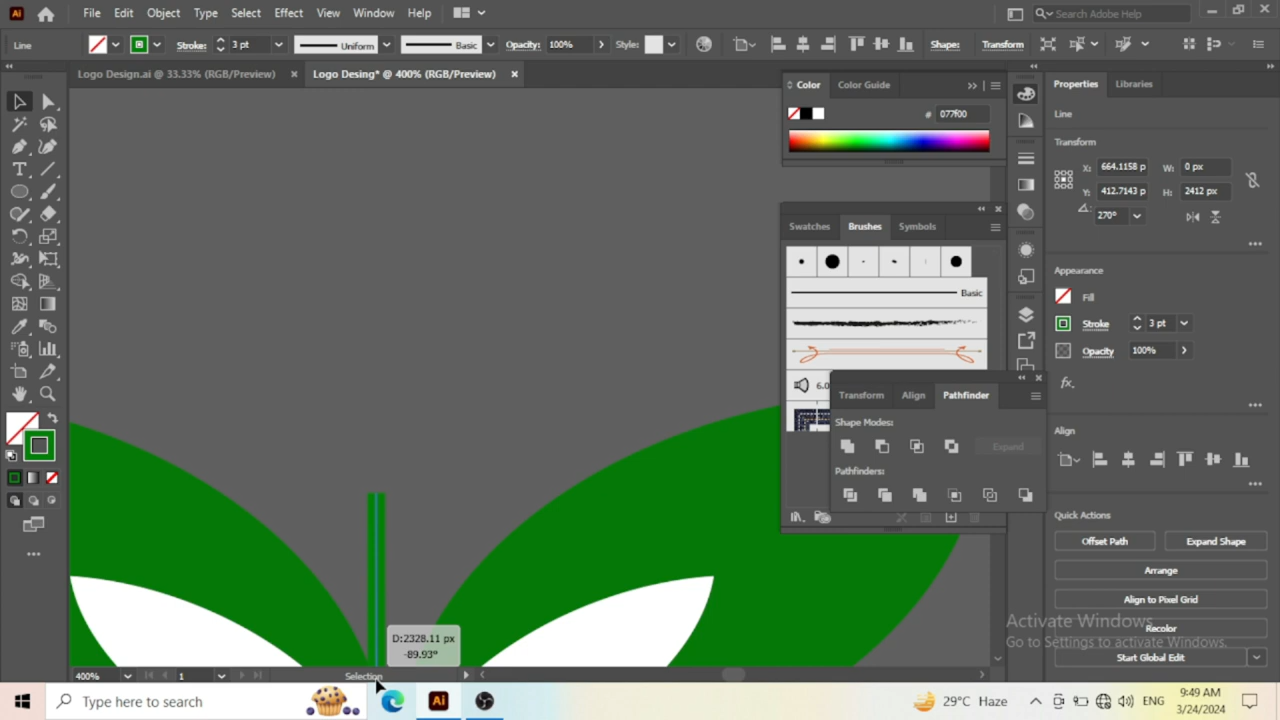 File Edit Object Type Select Effect View Window Help
Search Adobe Help
Line Stroke: 3 pt Uniform Basic Opacity: 100% Style: Shape: Transform
Logo Design.ai @ 33.33% (RGB/Preview) × Logo Desing* @ 400% (RGB/Preview) ×
Color Color Guide
# 077f00
Properties Libraries
Line
Transform
X: 664.1158 p W: 0 px
Y: 412.7143 p H: 2412 px
270°
Swatches Brushes Symbols
Basic
6.0
Appearance
Fill
Stroke 3 pt
Opacity 100%
fx
Transform Align Pathfinder
Shape Modes:
Expand
Pathfinders:
Align
Quick Actions
Offset Path Expand Shape
Arrange
Align to Pixel Grid
Recolor
Start Global Edit
Activate Windows
Go to Settings to activate Windows.
D:2328.11 px
-89.93°
400% 1 Selection
Type here to search
29°C Haze ENG 9:49 AM
3/24/2024